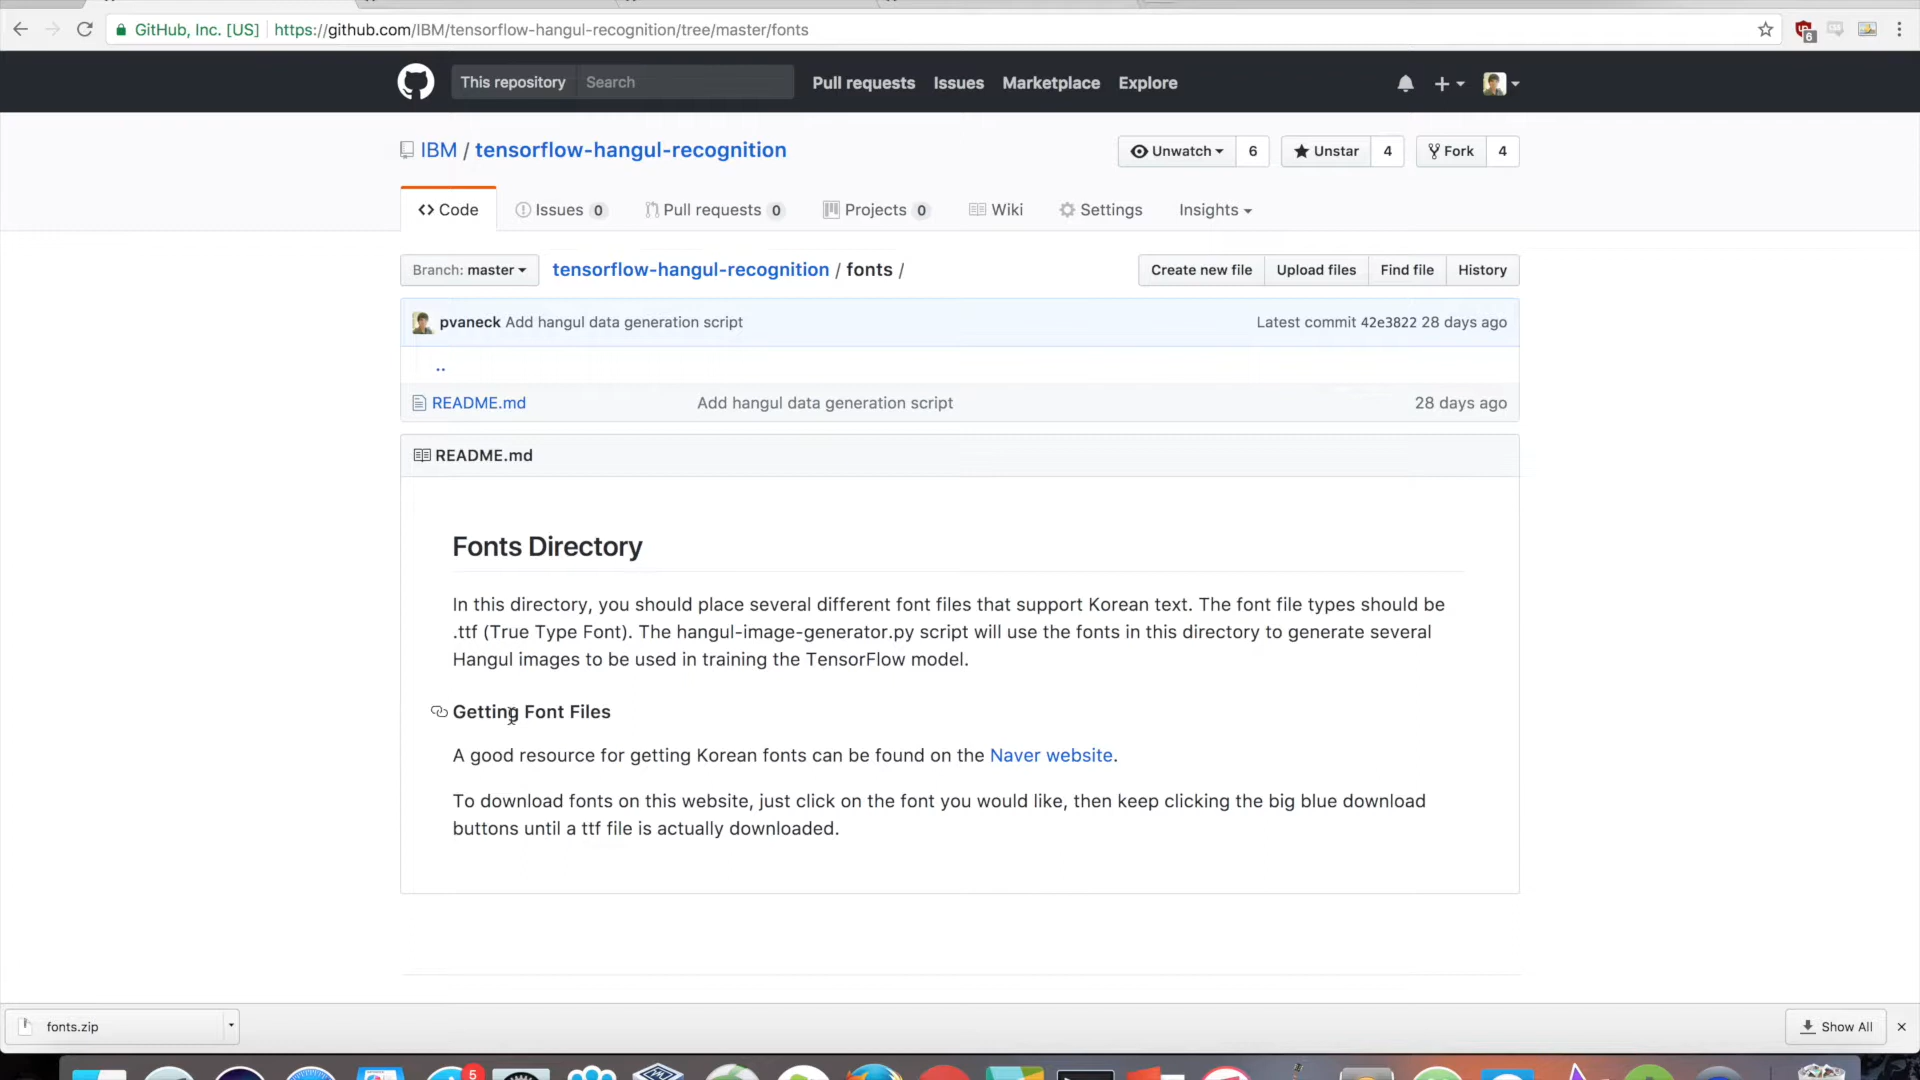 GitHub, Inc. [US] https://github.com/IBM/tensorflow-hangul-recognition/tree/master/fonts
6
This repository Search Pull requests Issues Marketplace Explore
IBM / tensorflow-hangul-recognition
Unwatch 6 Unstar 4 Fork 4
Code Issues 0 Pull requests 0 Projects 0 Wiki Settings Insights
Branch: master tensorflow-hangul-recognition / fonts / Create new file Upload files Find file History
pvaneck Add hangul data generation script Latest commit 42e3822 28 days ago
..
README.md Add hangul data generation script 28 days ago
README.md
Fonts Directory
In this directory, you should place several different font files that support Korean text. The font file types should be
.ttf (True Type Font). The hangul-image-generator.py script will use the fonts in this directory to generate several
Hangul images to be used in training the TensorFlow model.
Getting Font Files
A good resource for getting Korean fonts can be found on the Naver website.
To download fonts on this website, just click on the font you would like, then keep clicking the big blue download
buttons until a ttf file is actually downloaded.
fonts.zip Show All
5